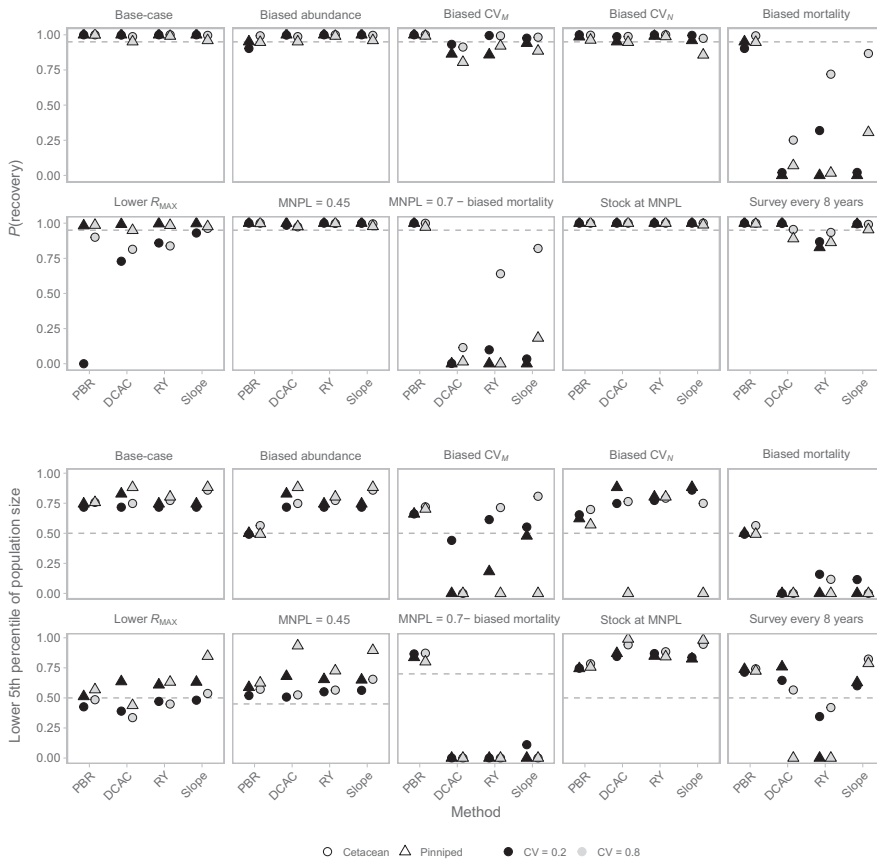 Base-case Biased abundance Biased CV_M Biased CV_N Biased mortality
1.00
0.75
0.50
0.25
0.00
P(recovery)
Lower R_MAX MNPL = 0.45 MNPL = 0.7 − biased mortality Stock at MNPL Survey every 8 years
1.00
0.75
0.50
0.25
0.00
PBR DCAC RY Slope PBR DCAC RY Slope PBR DCAC RY Slope PBR DCAC RY Slope PBR DCAC RY Slope
Base-case Biased abundance Biased CV_M Biased CV_N Biased mortality
1.00
0.75
0.50
0.25
0.00
Lower 5th percentile of population size
Lower R_MAX MNPL = 0.45 MNPL = 0.7− biased mortality Stock at MNPL Survey every 8 years
1.00
0.75
0.50
0.25
0.00
PBR DCAC RY Slope PBR DCAC RY Slope PBR DCAC RY Slope PBR DCAC RY Slope PBR DCAC RY Slope
Method
Cetacean Pinniped CV = 0.2 CV = 0.8